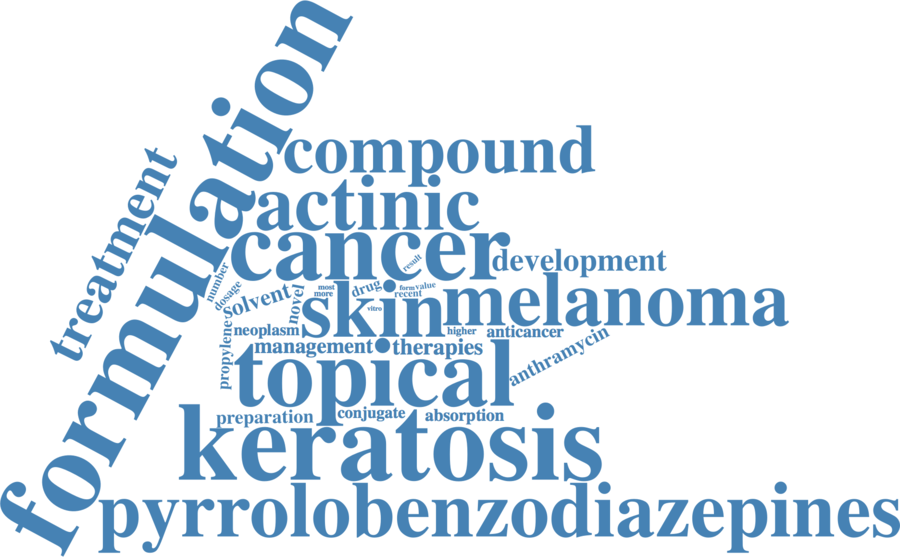 formulation
treatment
compound
actinic
cancer
development
result
number
dosage
solvent
novel
most
more
drug
form
value
recent
vitro
skin
melanoma
neoplasm
higher
anticancer
propylene
management
therapies
anthramycin
topical
preparation
conjugate
absorption
keratosis
pyrrolobenzodiazepines